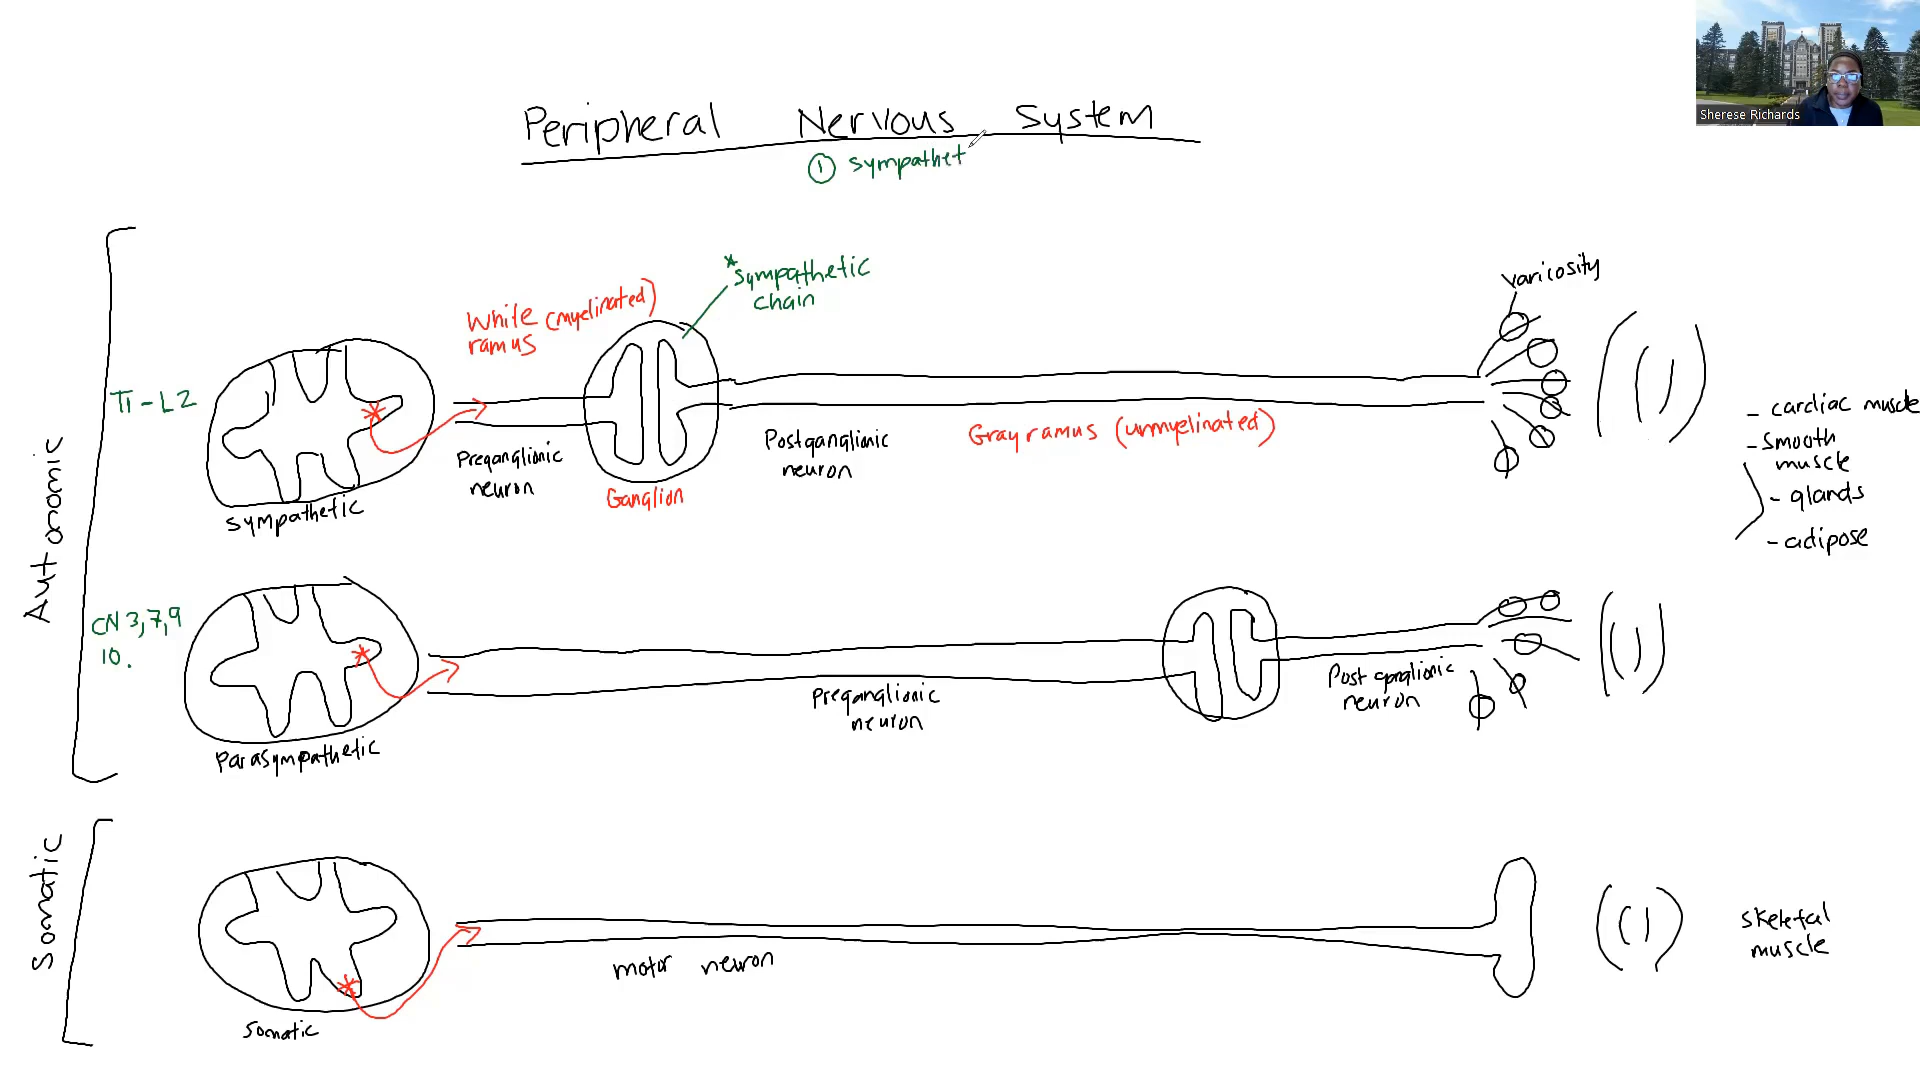 Sherese Richards
Peripheral Nervous System
① sympathet
Autonomic
T1-L2
White (myelinated)
ramus
*
Sympathetic
chain
varicosity
Preganglionic
neuron
Ganglion
Postganglionic
neuron
Gray ramus (unmyelinated)
- cardiac muscle
- smooth
muscle
- glands
- adipose
sympathetic
CN 3,7,9
10.
Preganglionic
neuron
Post ganglionic
neuron
Parasympathetic
Somatic
motor neuron
skeletal
muscle
Somatic